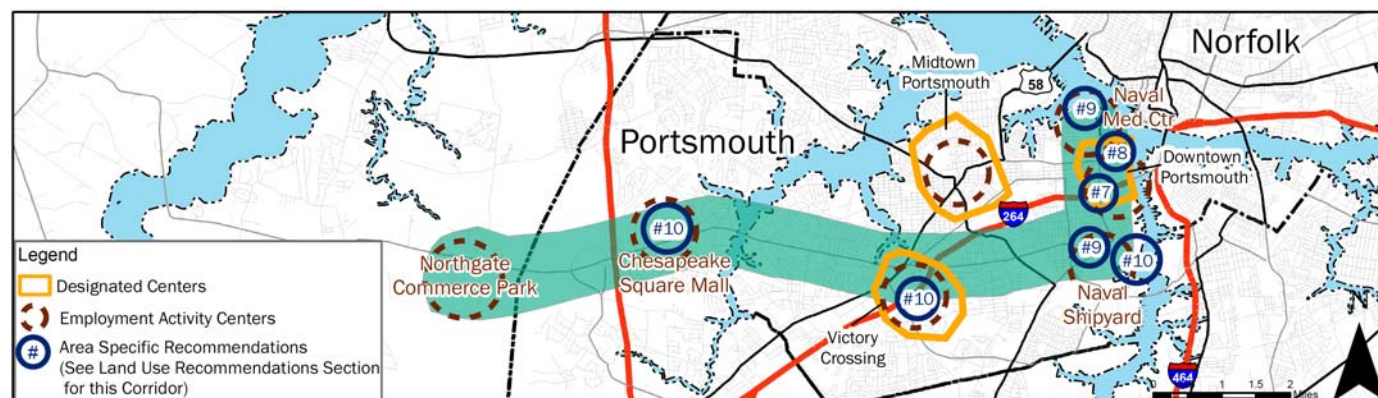 Norfolk
Midtown
Portsmouth
58
#9
Naval
Med Ctr
Portsmouth
#8
Downtown
Portsmouth
#7
264
#10
#9
#10
Legend
Northgate
Commerce Park
Chesapeake
Square Mall
#10
Naval
Shipyard
N
Designated Centers
Employment Activity Centers
Victory
Crossing
# Area Specific Recommendations
(See Land Use Recommendations Section
for this Corridor)
464
0 0.5 1 2
Miles